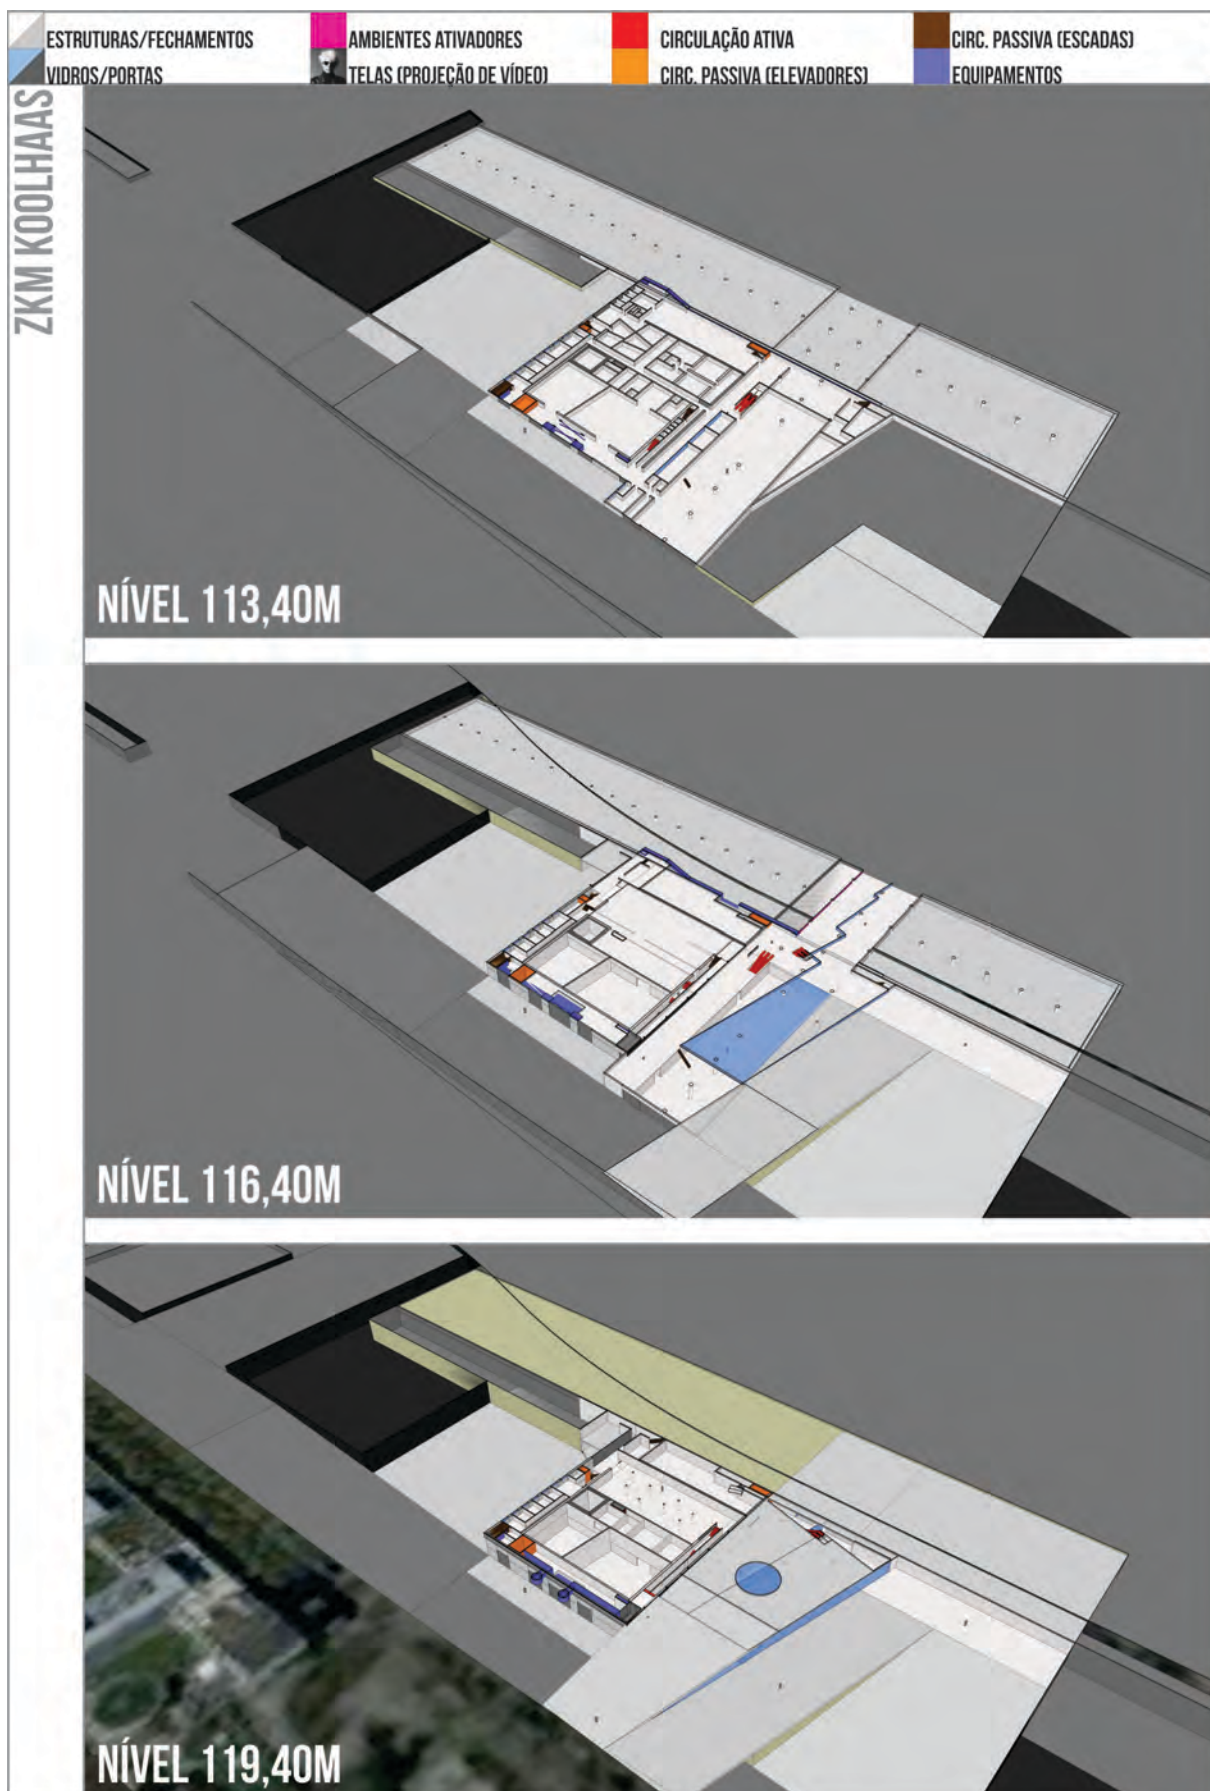 ESTRUTURAS/FECHAMENTOS
VIDROS/PORTAS
AMBIENTES ATIVADORES
TELAS (PROJEÇÃO DE VÍDEO)
CIRCULAÇÃO ATIVA
CIRC. PASSIVA (ELEVADORES)
CIRC. PASSIVA (ESCADAS)
EQUIPAMENTOS
ZKM KOOLHAAS
NÍVEL 113,40M
NÍVEL 116,40M
NÍVEL 119,40M